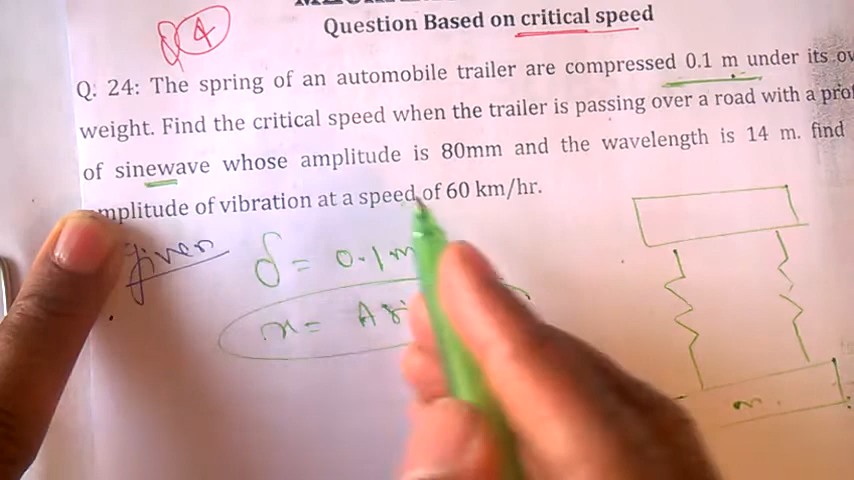 4
Question Based on critical speed
Q. 24: The spring of an automobile trailer are compressed 0.1 m under its
weight. Find the critical speed when the trailer is passing over a road with a
of sinewave whose amplitude is 80mm and the wavelength is 14 m. find
mplitude of vibration at a speed of 60 km/hr.
Given
δ = 0.1m
x = A
m